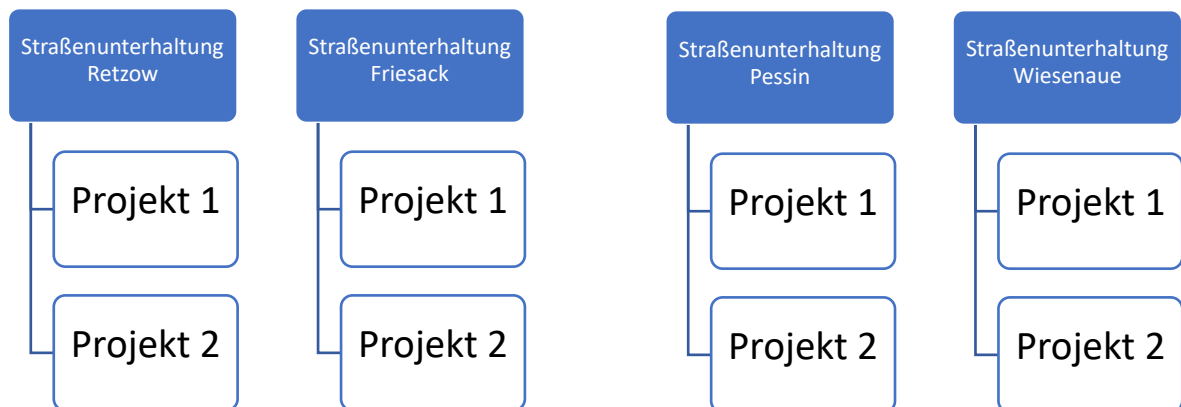 Straßenunterhaltung
Retzow
Projekt 1
Projekt 2
Straßenunterhaltung
Friesack
Projekt 1
Projekt 2
Straßenunterhaltung
Pessin
Projekt 1
Projekt 2
Straßenunterhaltung
Wiesenaue
Projekt 1
Projekt 2